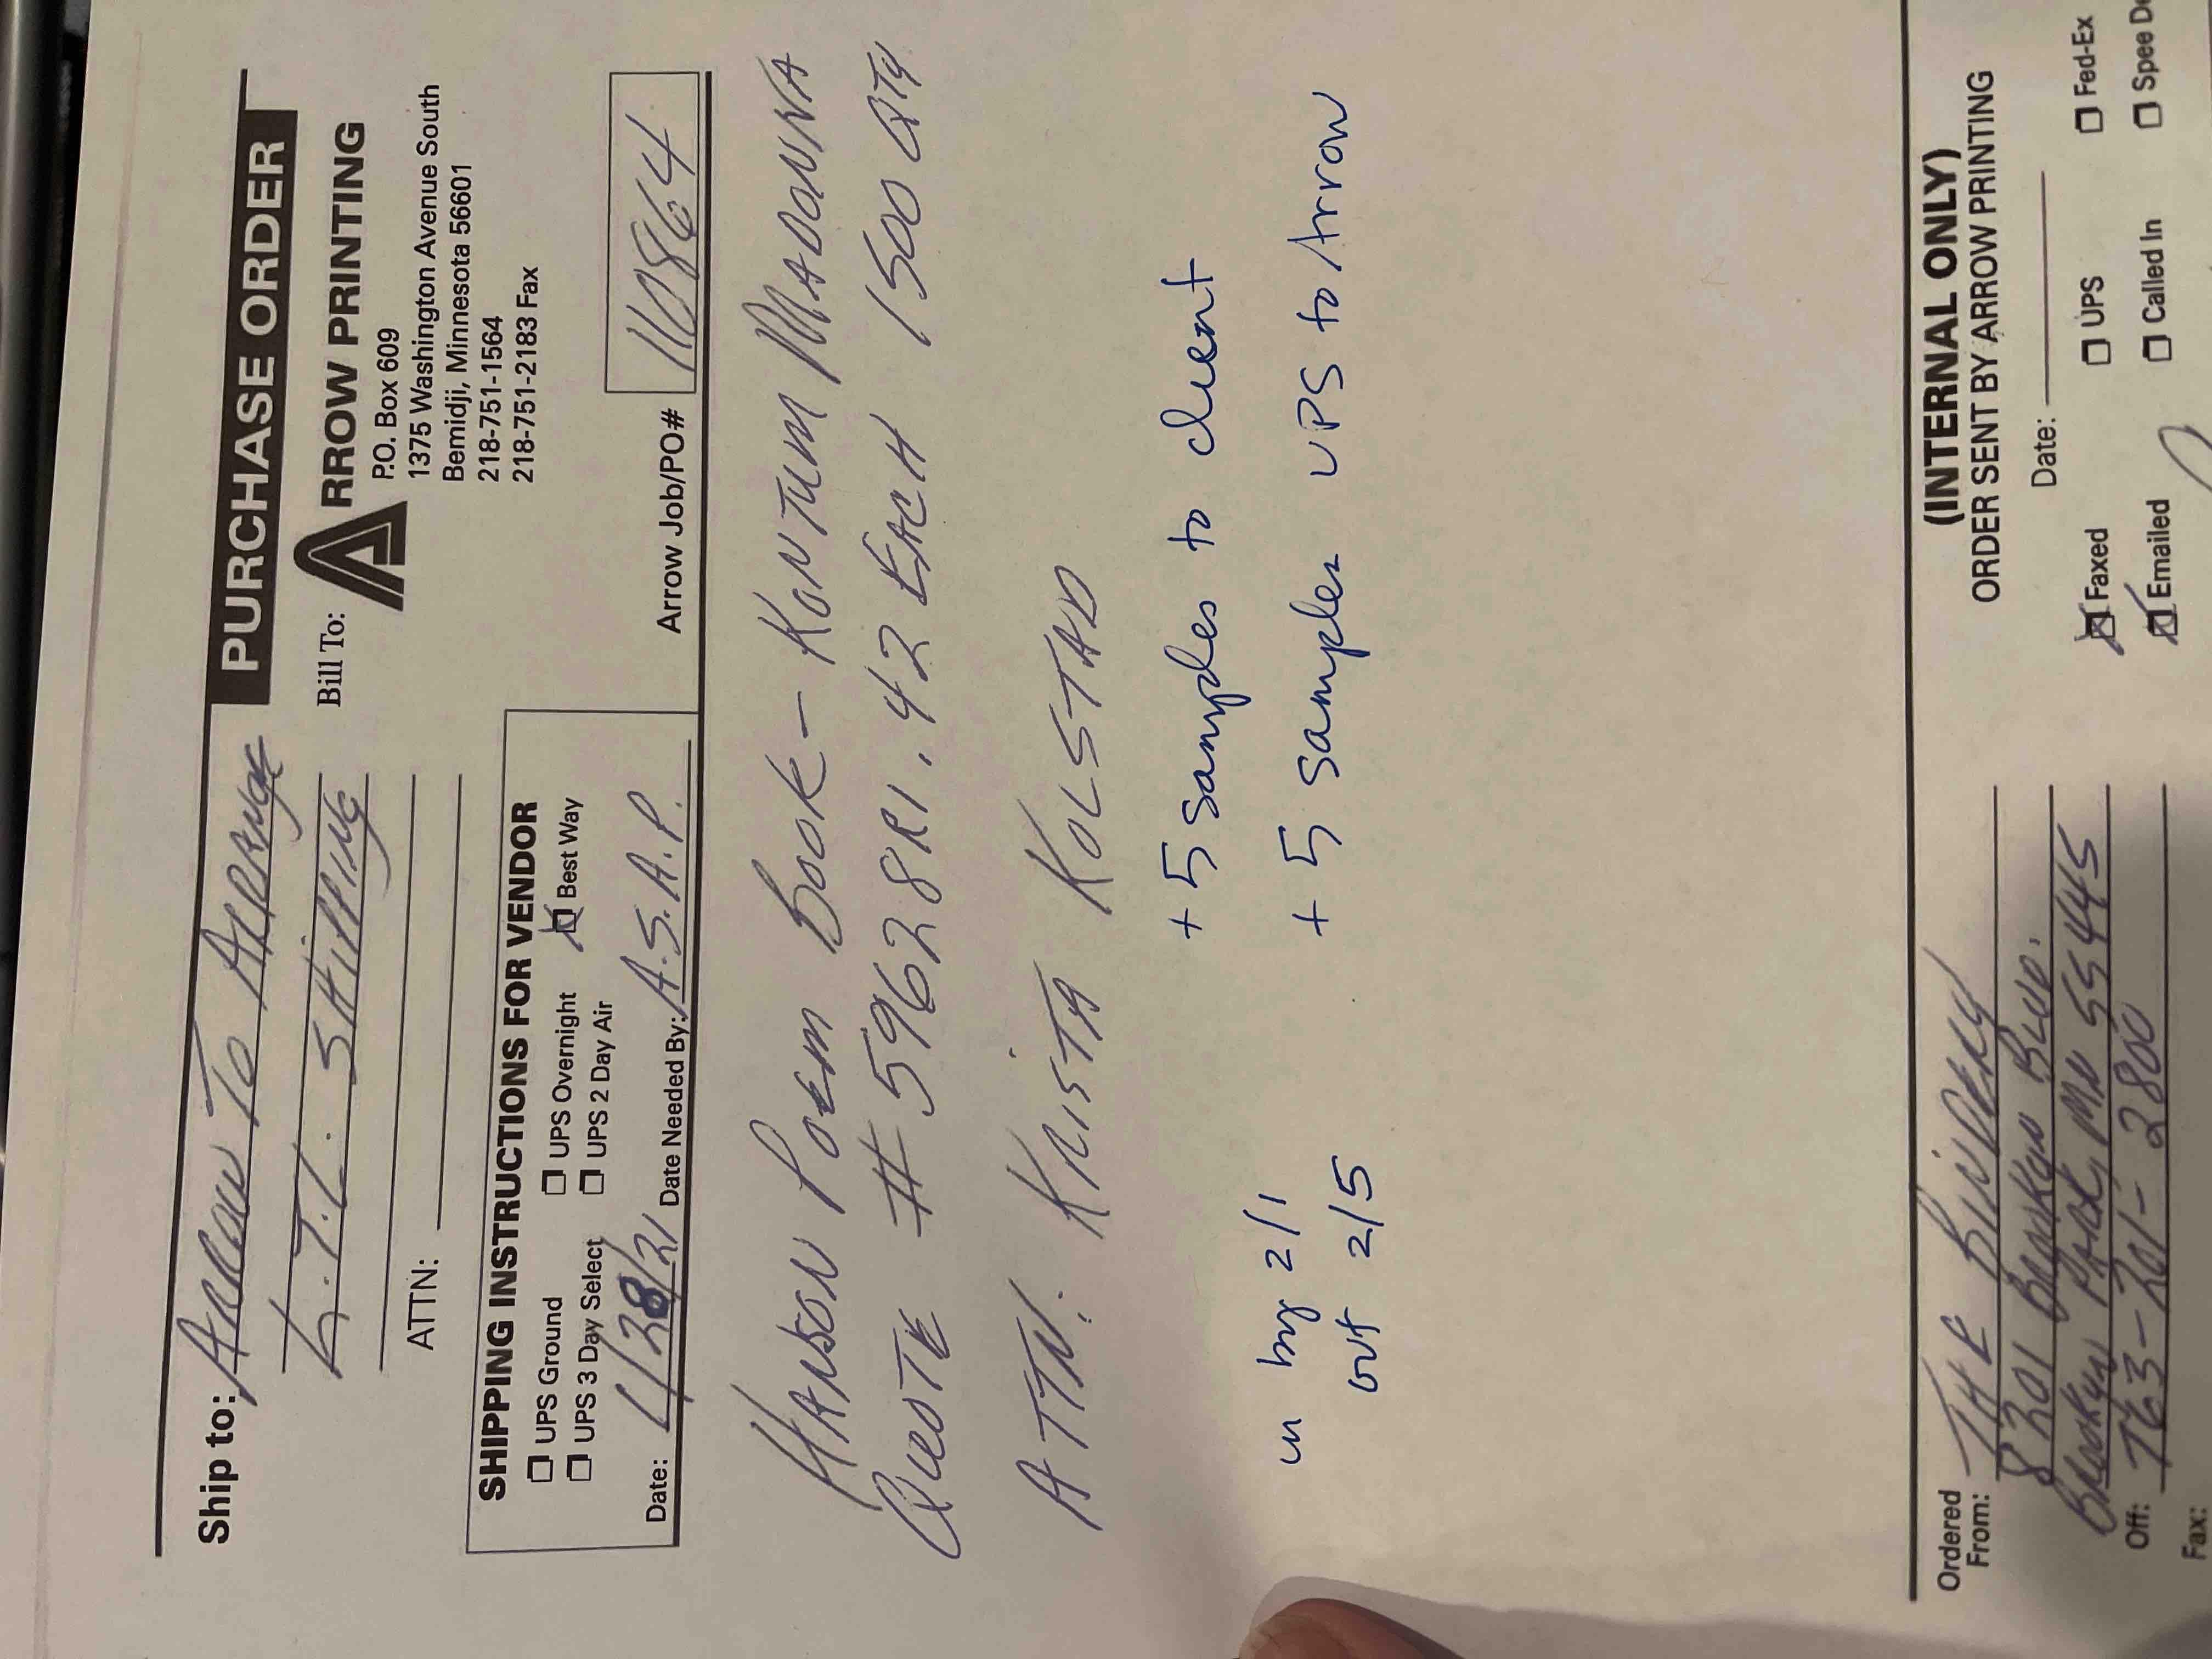 PURCHASE ORDER
Ship to: ARROW TO ARRANGE
L.T.L. SHIPPING
ATTN:
Bill To:
ARROW PRINTING
P.O. Box 609
1375 Washington Avenue South
Bemidji, Minnesota 56601
218-751-1564
218-751-2183 Fax
SHIPPING INSTRUCTIONS FOR VENDOR
UPS Ground UPS Overnight Best Way
UPS 3 Day Select UPS 2 Day Air
Date: 1/28/21 Date Needed By: A.S.A.P.
Arrow Job/PO# 110864
HANSON POEM BOOK - KONTUM MADONNA
QUOTE # 59628R1 .42 EACH 1500 QTY
ATTN: KRISTA KOLSTAD
+ 5 samples to client
in by 2/1 + 5 samples UPS to Arrow
out 2/5
Ordered From: THE BINDERY
8201 BROOKLYN BLVD.
BROOKLYN PARK, MN 55445
Off: 763-201-2800
Fax:
(INTERNAL ONLY)
ORDER SENT BY ARROW PRINTING
Date:
Faxed UPS Fed-Ex
Emailed Called In Spee De